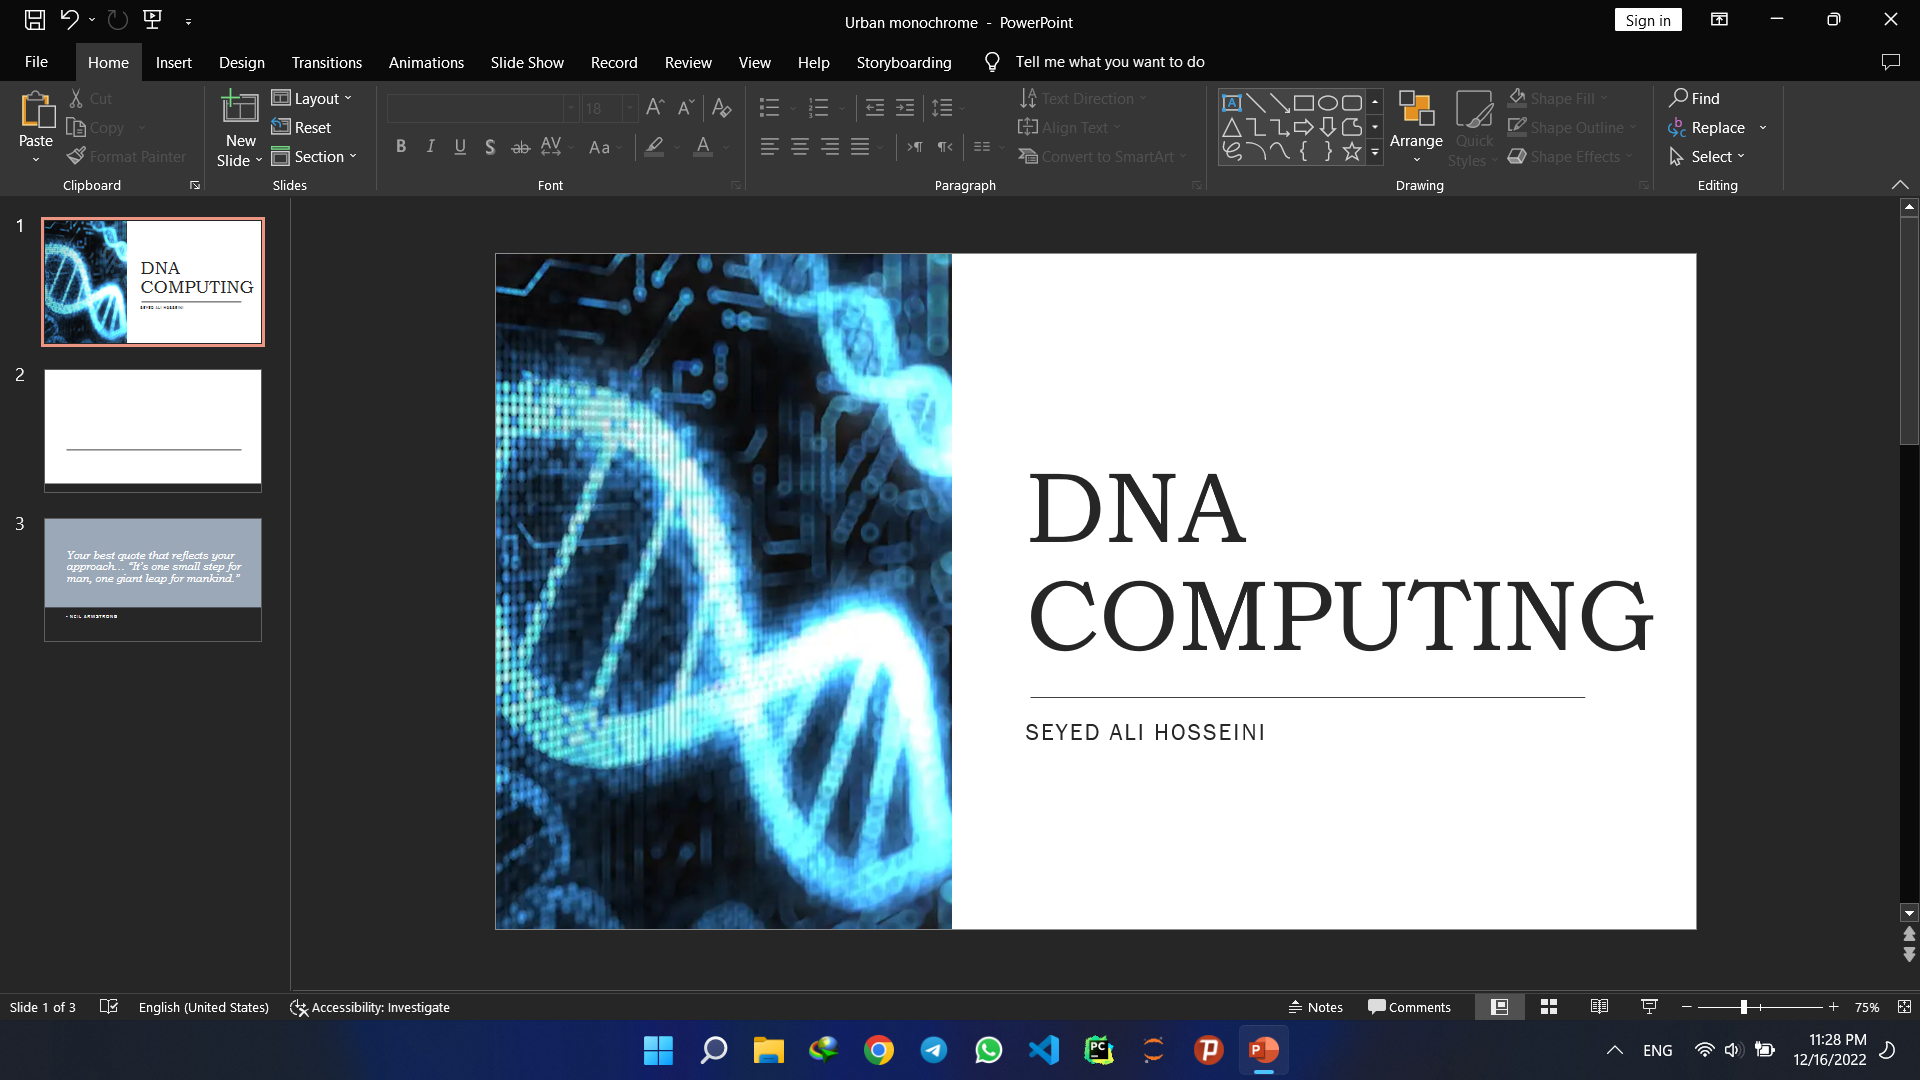 Urban monochrome - PowerPoint
Sign in
File
Home
Insert
Design
Transitions
Animations
Slide Show
Record
Review
View
Help
Storyboarding
Tell me what you want to do
Paste
Cut
Copy
Format Painter
Clipboard
New
Slide
Layout
Reset
Section
Slides
18
B I U S ab AV Aa A
Font
Text Direction
Align Text
Convert to SmartArt
Paragraph
Arrange
Quick
Styles
Shape Fill
Shape Outline
Shape Effects
Drawing
Find
Replace
Select
Editing
1
DNA
COMPUTING
SEYED ALI HOSSEINI
2
3
Your best quote that reflects your
approach... “It’s one small step for
man, one giant leap for mankind.”
- NEIL ARMSTRONG
DNA
COMPUTING
SEYED ALI HOSSEINI
Slide 1 of 3
English (United States)
Accessibility: Investigate
Notes
Comments
75%
PC
ENG
11:28 PM
12/16/2022